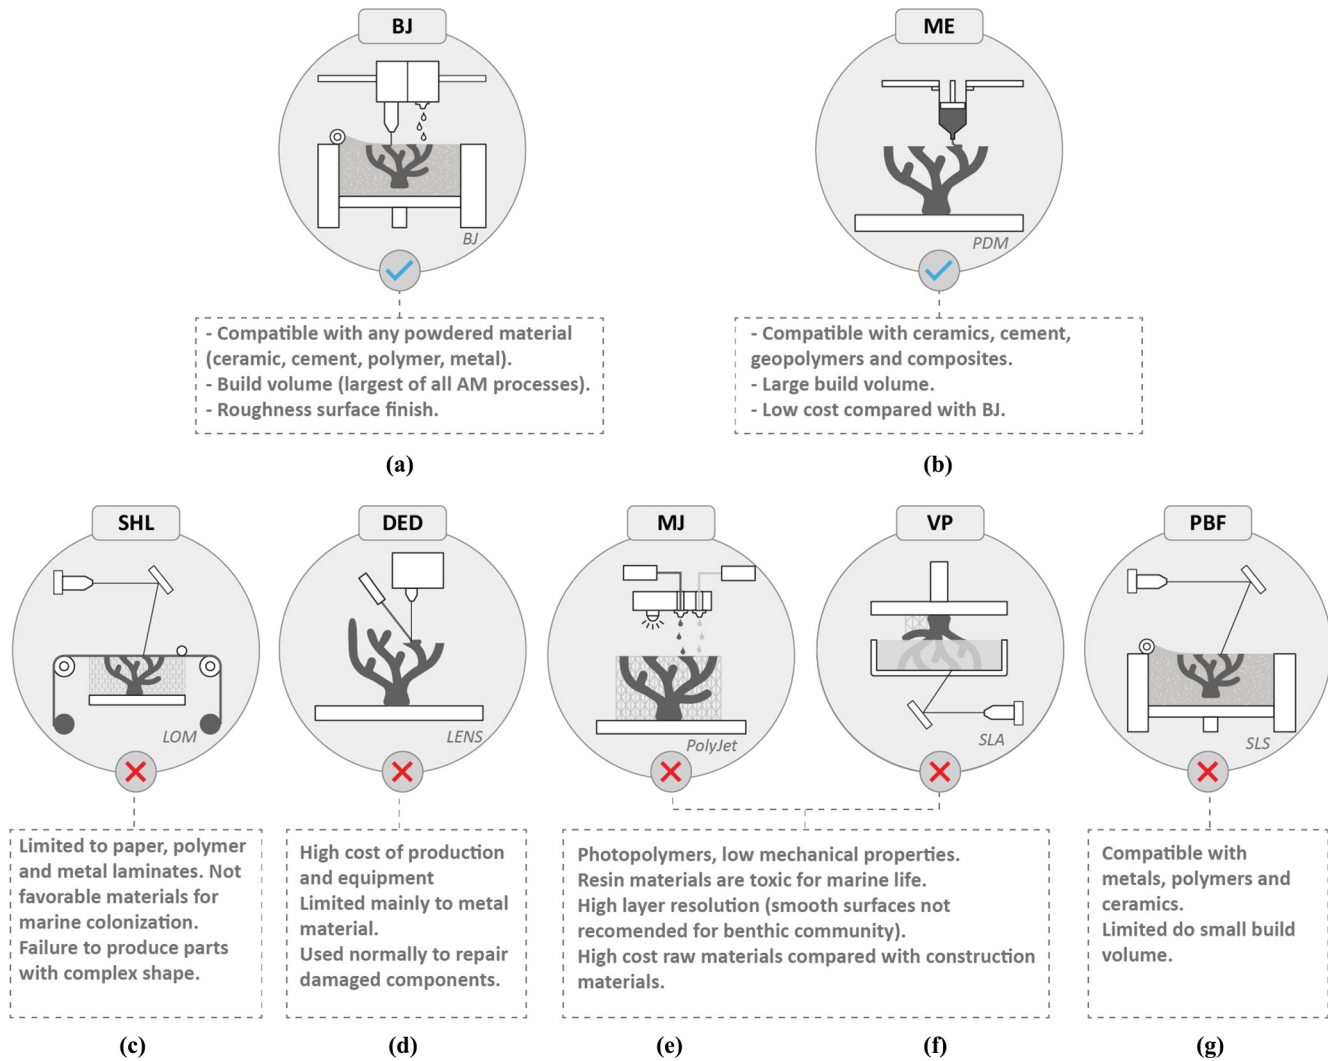 BJ
ME
BJ
PDM
- Compatible with any powdered material
(ceramic, cement, polymer, metal).
- Build volume (largest of all AM processes).
- Roughness surface finish.
- Compatible with ceramics, cement,
geopolymers and composites.
- Large build volume.
- Low cost compared with BJ.
(a)
(b)
SHL
DED
MJ
VP
PBF
LOM
LENS
PolyJet
SLA
SLS
Limited to paper, polymer
and metal laminates. Not
favorable materials for
marine colonization.
Failure to produce parts
with complex shape.
High cost of production
and equipment
Limited mainly to metal
material.
Used normally to repair
damaged components.
Photopolymers, low mechanical properties.
Resin materials are toxic for marine life.
High layer resolution (smooth surfaces not
recomended for benthic community).
High cost raw materials compared with construction
materials.
Compatible with
metals, polymers and
ceramics.
Limited do small build
volume.
(c)
(d)
(e)
(f)
(g)